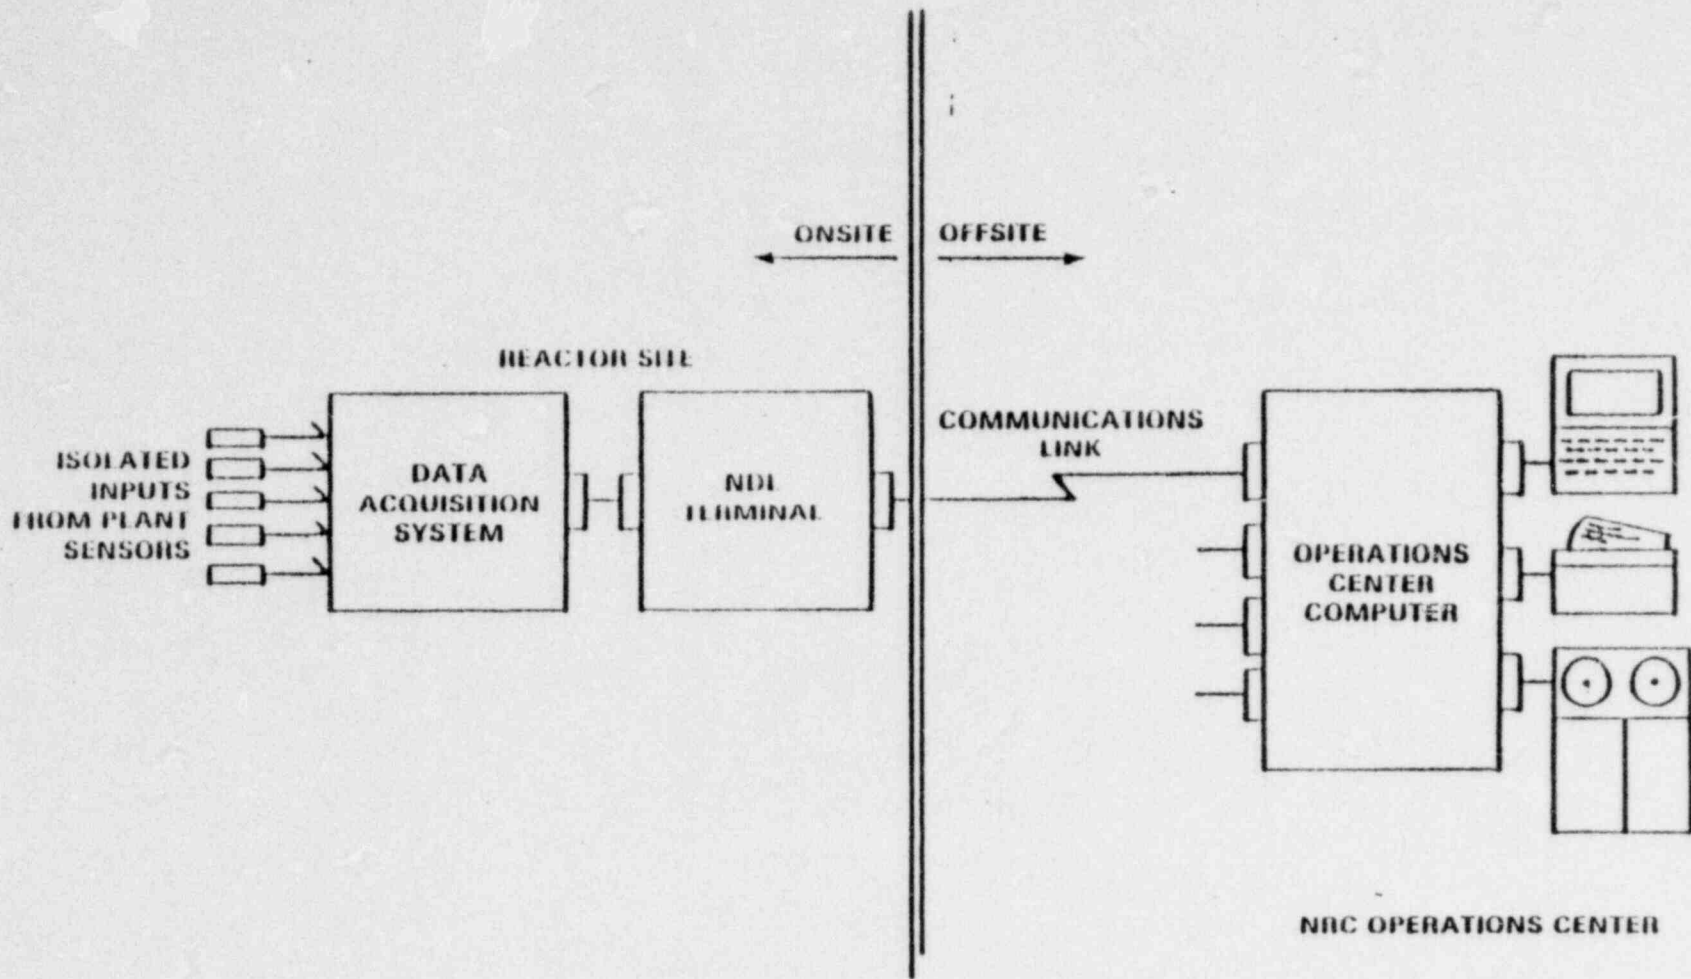 ONSITE
OFFSITE
REACTOR SITE
ISOLATED
INPUTS
FROM PLANT
SENSORS
DATA
ACQUISITION
SYSTEM
NDL
TERMINAL
COMMUNICATIONS
LINK
OPERATIONS
CENTER
COMPUTER
NRC OPERATIONS CENTER